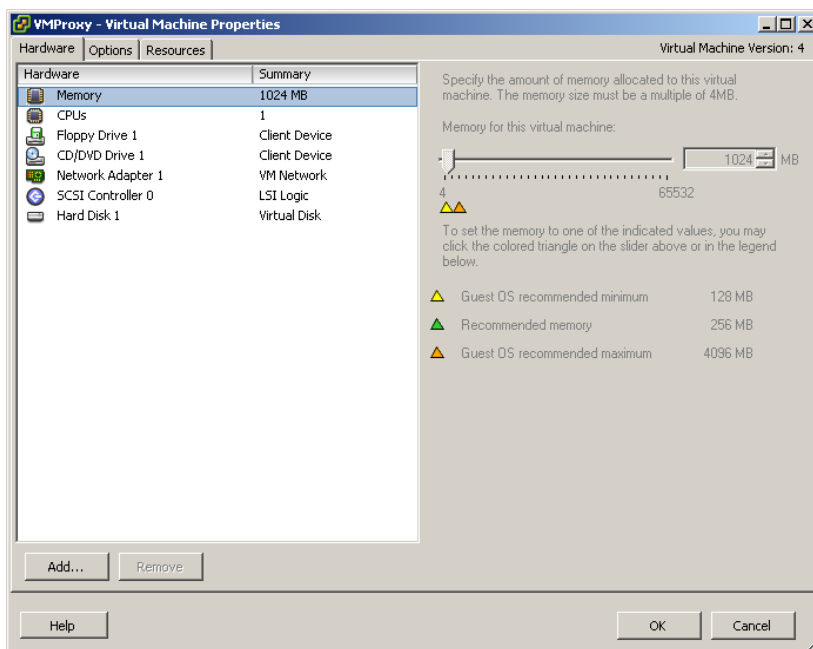 VMProxy - Virtual Machine Properties
Hardware Options Resources Virtual Machine Version: 4
Hardware Summary
Memory 1024 MB
CPUs 1
Floppy Drive 1 Client Device
CD/DVD Drive 1 Client Device
Network Adapter 1 VM Network
SCSI Controller 0 LSI Logic
Hard Disk 1 Virtual Disk
Specify the amount of memory allocated to this virtual
machine. The memory size must be a multiple of 4MB.
Memory for this virtual machine:
1024 MB
4 65532
To set the memory to one of the indicated values, you may
click the colored triangle on the slider above or in the legend
below.
Guest OS recommended minimum 128 MB
Recommended memory 256 MB
Guest OS recommended maximum 4096 MB
Add... Remove
Help OK Cancel